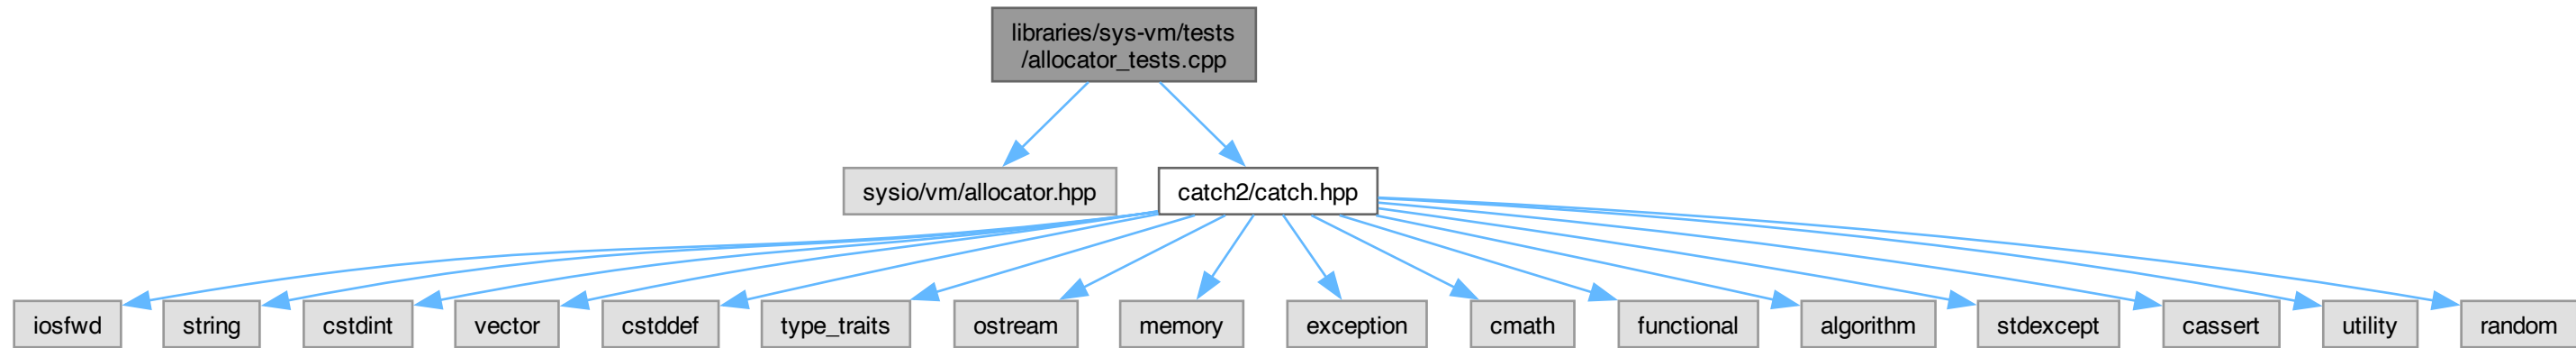 libraries/sys-vm/tests
/allocator_tests.cpp
sysio/vm/allocator.hpp
catch2/catch.hpp
iosfwd
string
cstdint
vector
cstddef
type_traits
ostream
memory
exception
cmath
functional
algorithm
stdexcept
cassert
utility
random